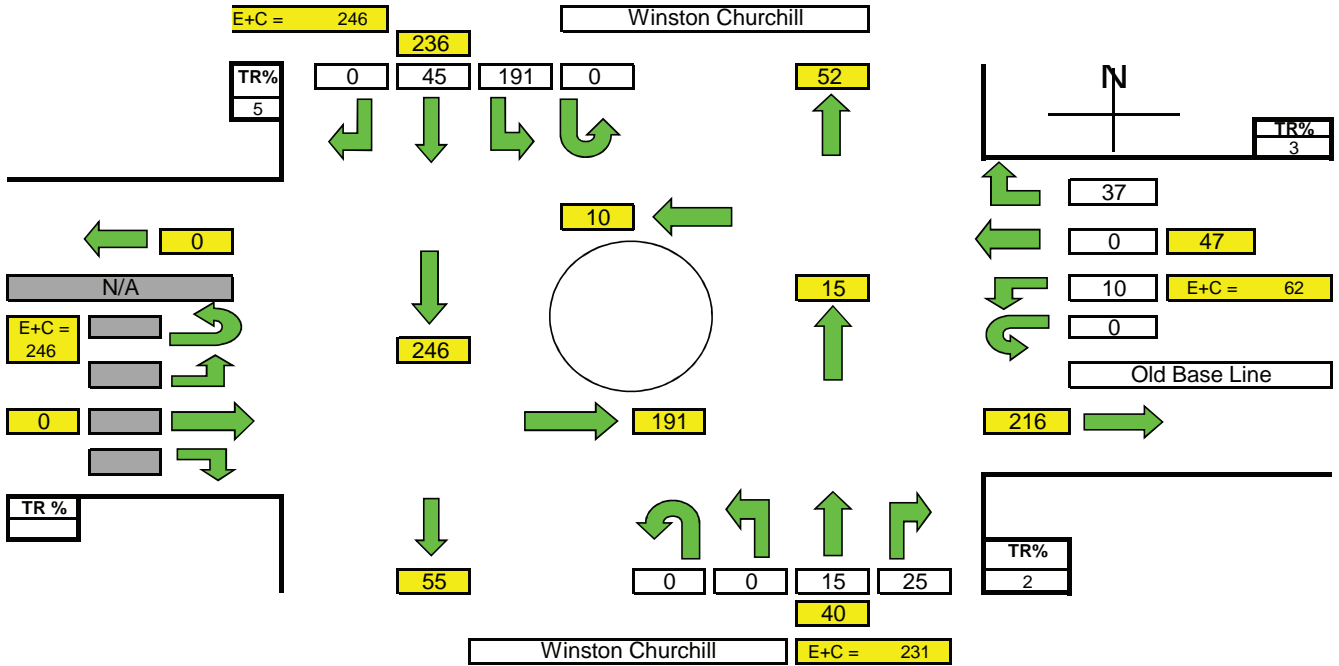 E+C = 246
Winston Churchill
236
TR%
5
0 45 191 0
52
N
TR%
3
37
10
0
0 47
N/A
15
10
E+C = 62
E+C =
246
0
246
Old Base Line
0
191
216
TR %
55
0 0 15 25
TR%
2
40
Winston Churchill
E+C = 231